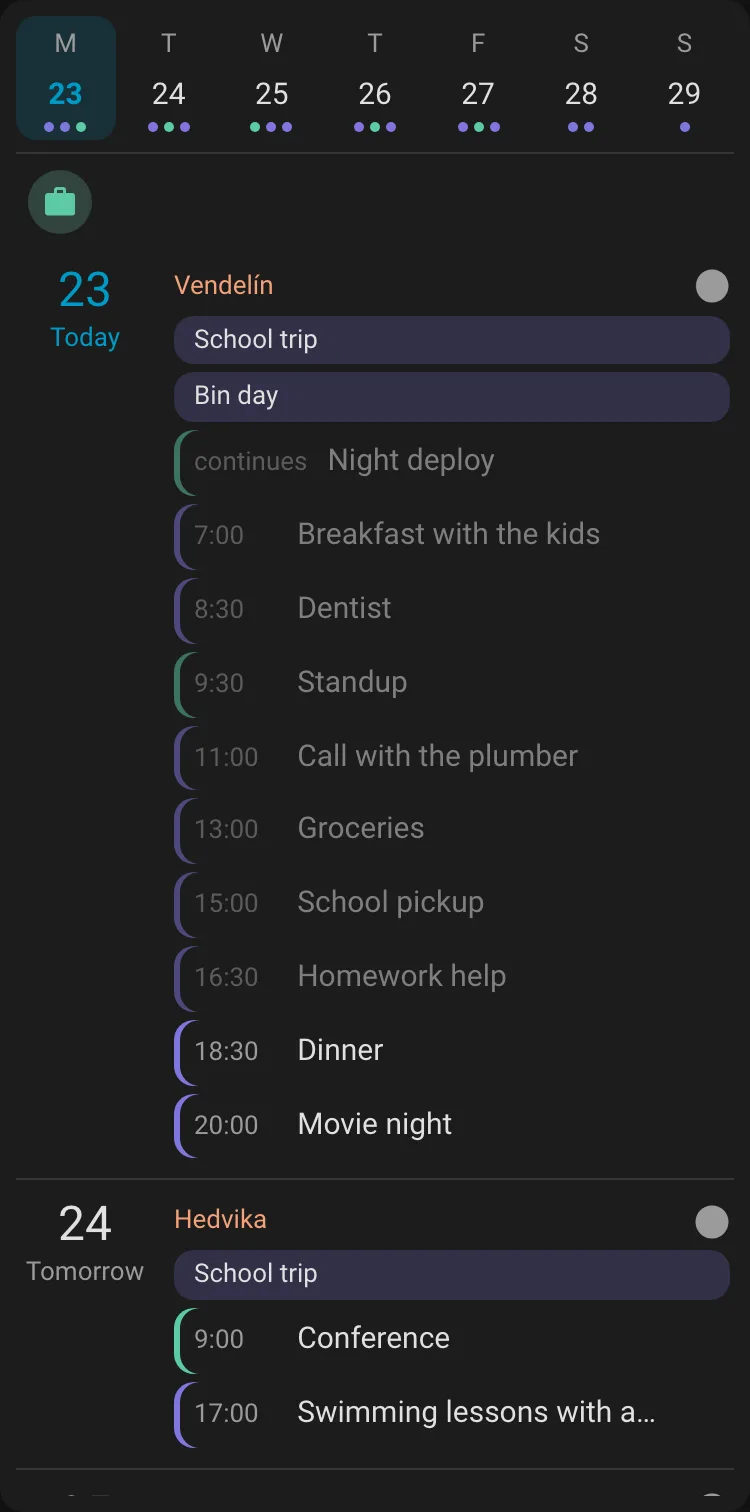 M T W T F S S
23 24 25 26 27 28 29
23 Vendelín
Today
School trip
Bin day
continues Night deploy
7:00 Breakfast with the kids
8:30 Dentist
9:30 Standup
11:00 Call with the plumber
13:00 Groceries
15:00 School pickup
16:30 Homework help
18:30 Dinner
20:00 Movie night
24 Hedvika
Tomorrow
School trip
9:00 Conference
17:00 Swimming lessons with a…